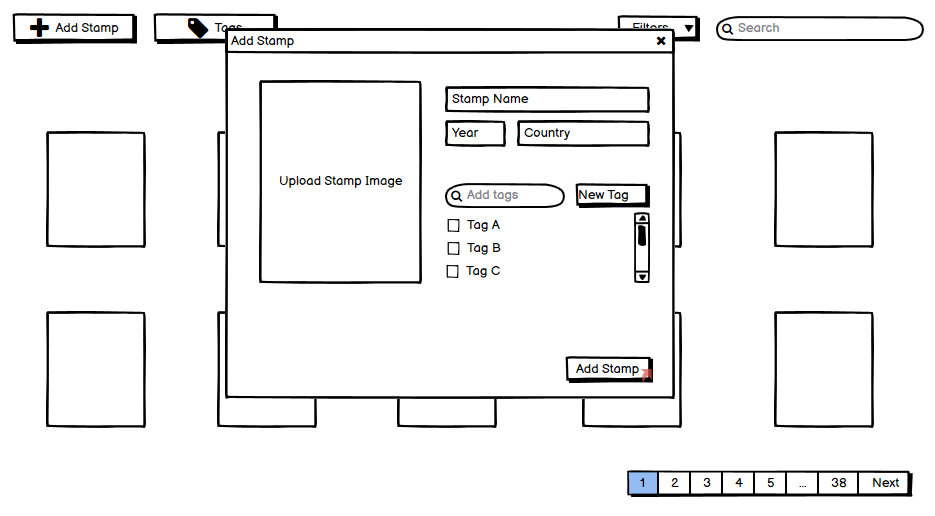 Add Stamp
Tags
Filters
Search
Add Stamp
Stamp Name
Year
Country
Upload Stamp Image
Add tags
New Tag
Tag A
Tag B
Tag C
Add Stamp
1 2 3 4 5 ... 38 Next